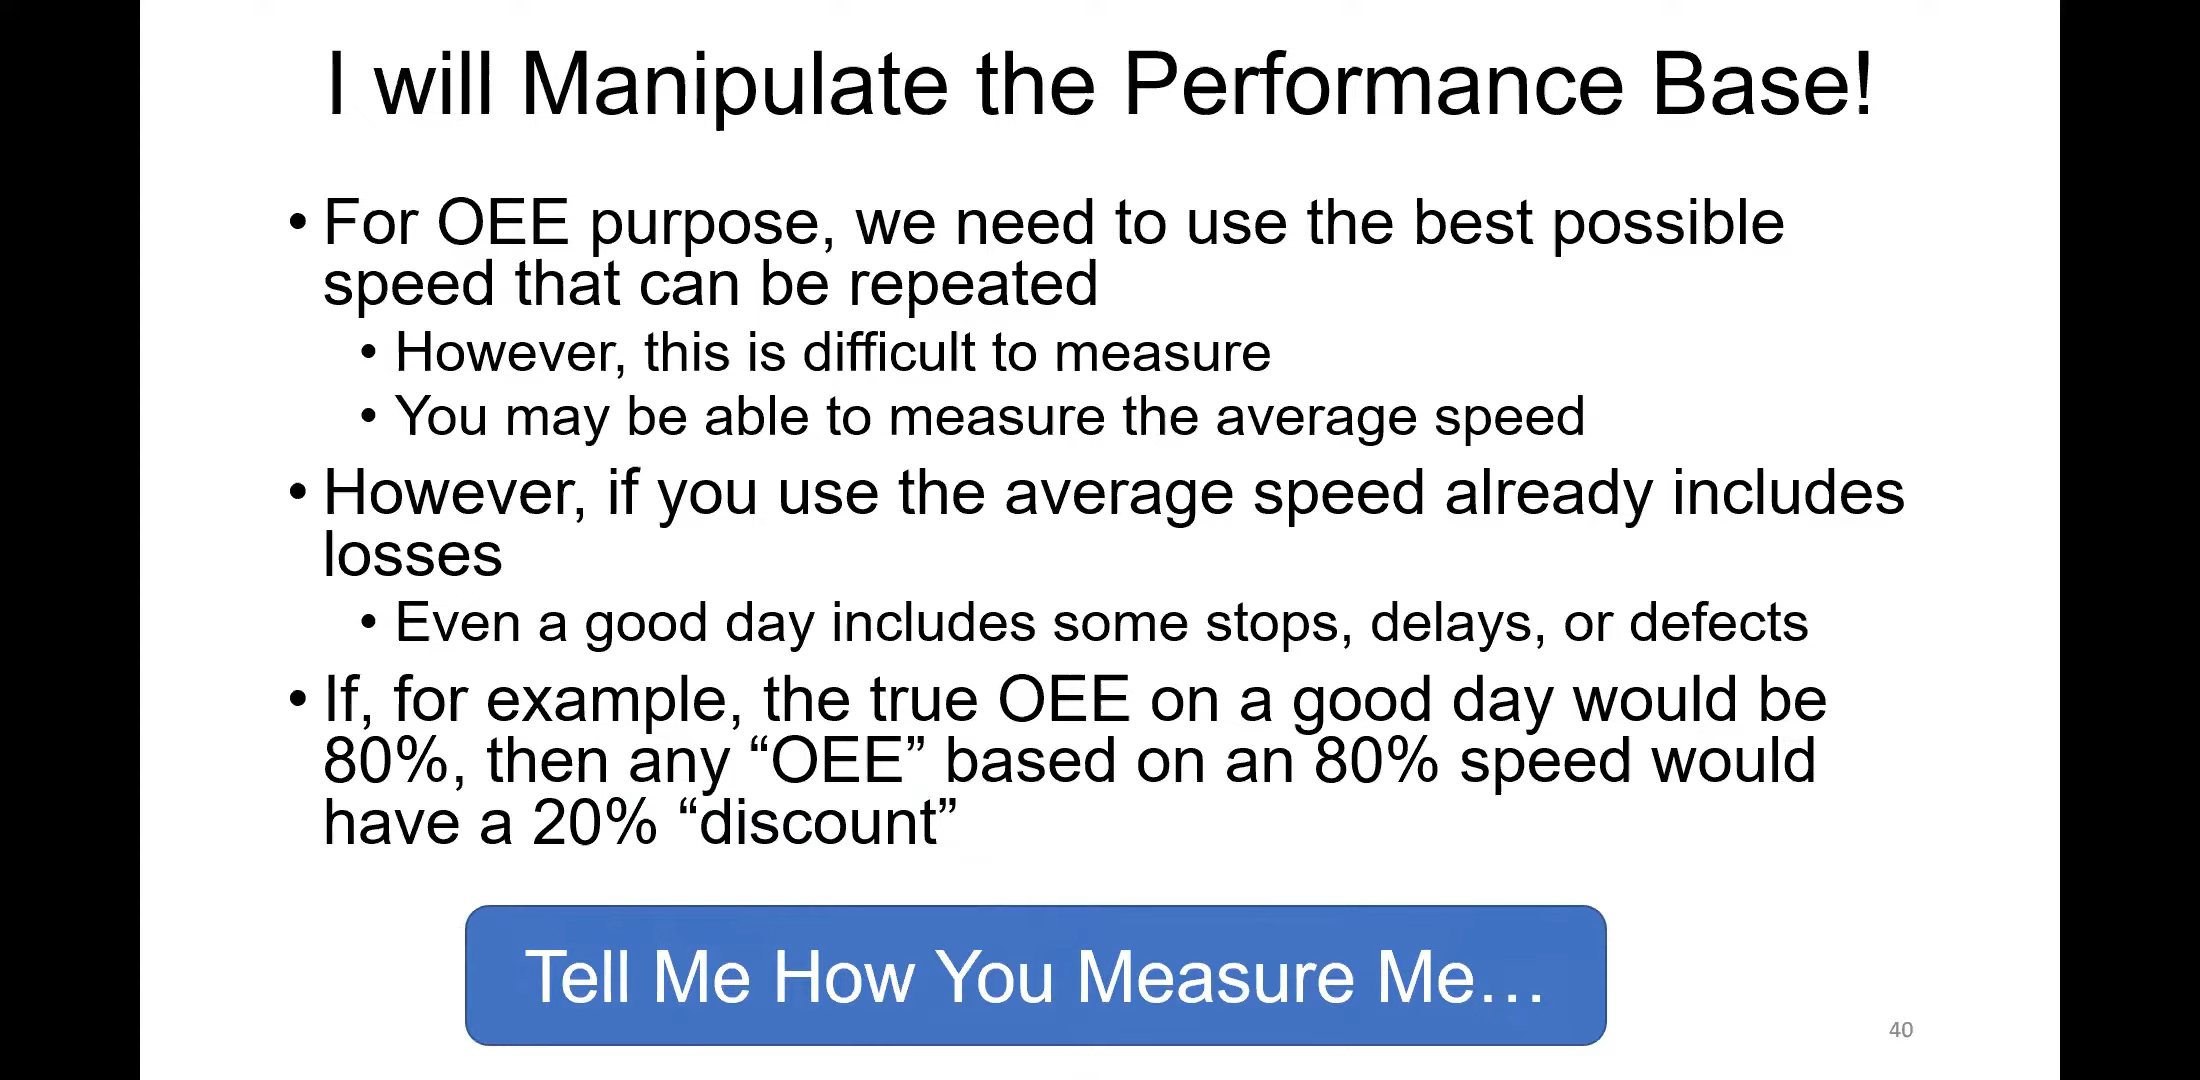 I will Manipulate the Performance Base!
• For OEE purpose, we need to use the best possible
speed that can be repeated
• However, this is difficult to measure
• You may be able to measure the average speed
• However, if you use the average speed already includes
losses
• Even a good day includes some stops, delays, or defects
• If, for example, the true OEE on a good day would be
80%, then any “OEE” based on an 80% speed would
have a 20% “discount”
Tell Me How You Measure Me…
40